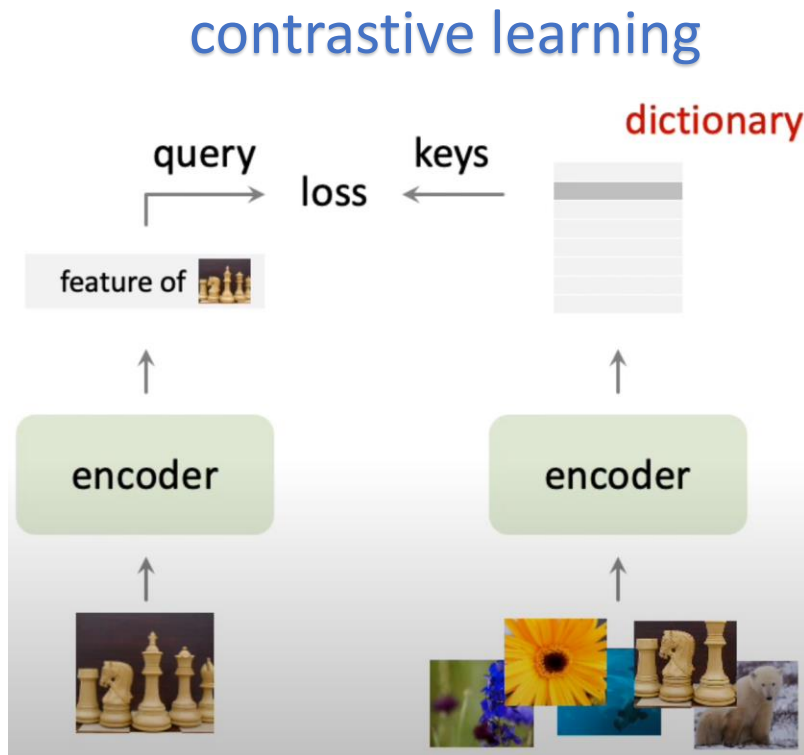 contrastive learning
dictionary
query
keys
loss
feature of
encoder
encoder